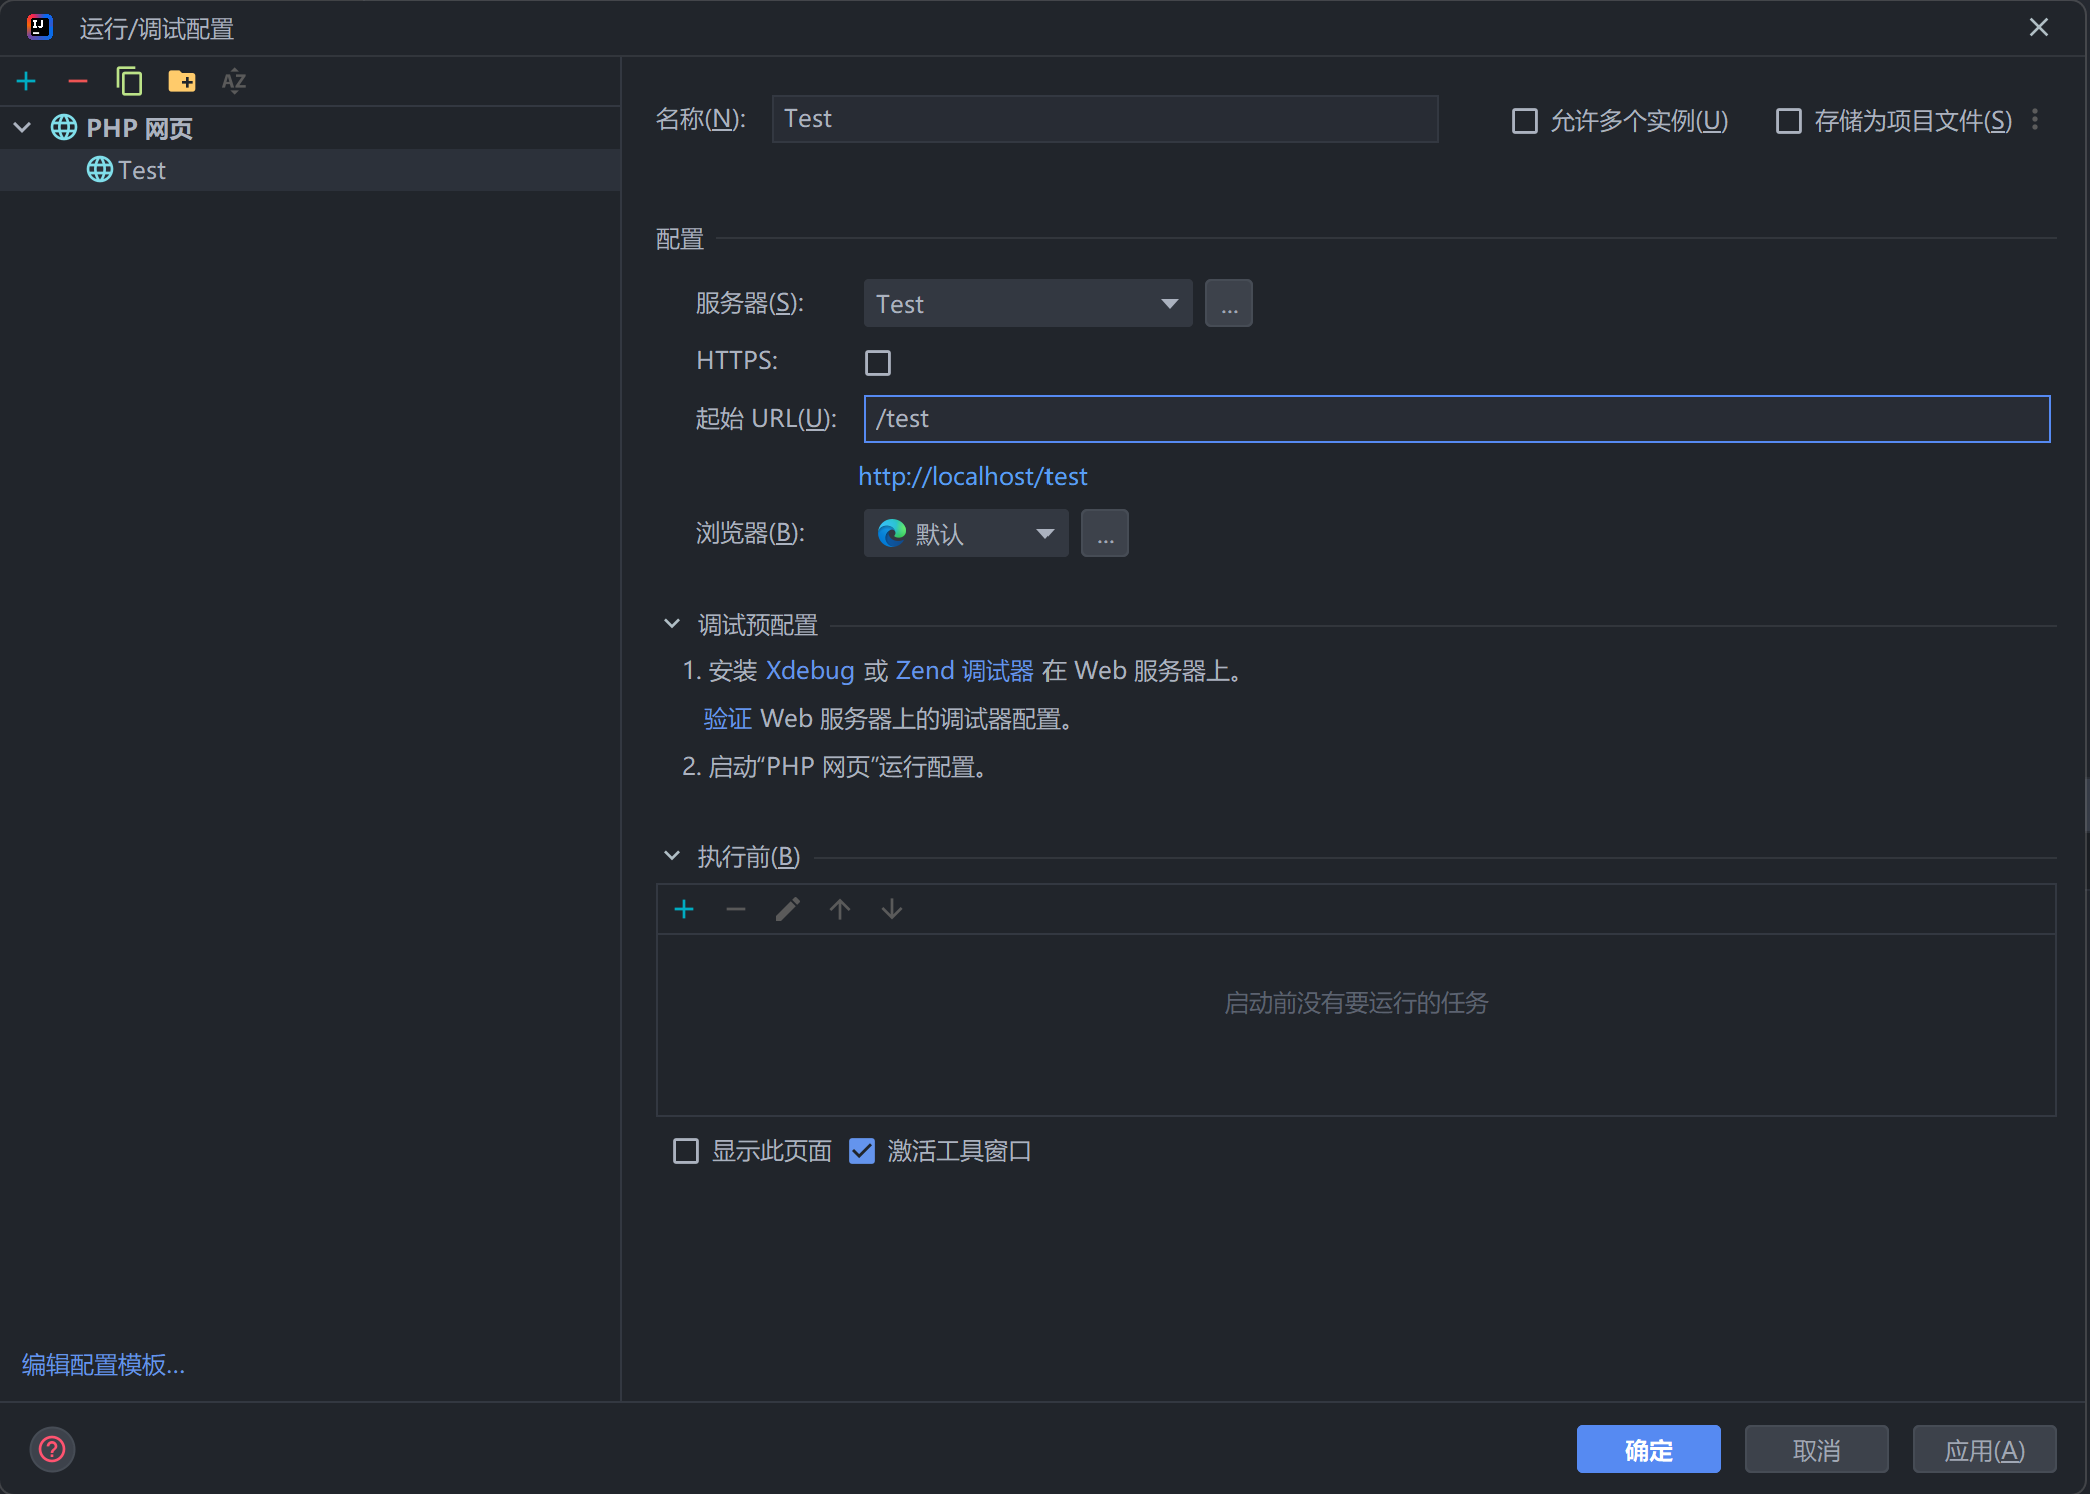 运行/调试配置
PHP 网页
Test
编辑配置模板...
名称(N):
Test
允许多个实例(U)
存储为项目文件(S)
配置
服务器(S):
Test
...
HTTPS:
起始 URL(U):
/test
http://localhost/test
浏览器(B):
默认
...
调试预配置
1. 安装 Xdebug 或 Zend 调试器 在 Web 服务器上。
验证 Web 服务器上的调试器配置。
2. 启动“PHP 网页”运行配置。
执行前(B)
启动前没有要运行的任务
显示此页面
激活工具窗口
确定
取消
应用(A)